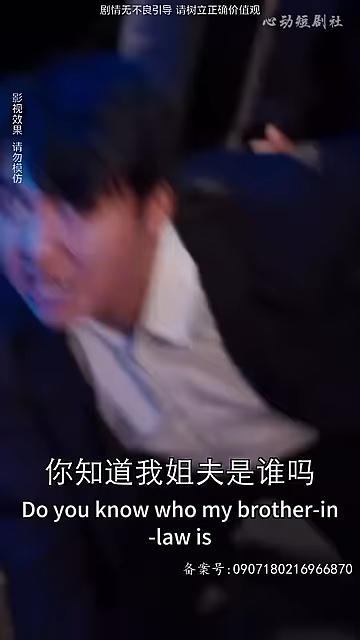 剧情无不良引导 请树立正确价值观
心动短剧社
影视效果 请勿模仿
你知道我姐夫是谁吗
Do you know who my brother-in
-law is
备案号:0907180216966870